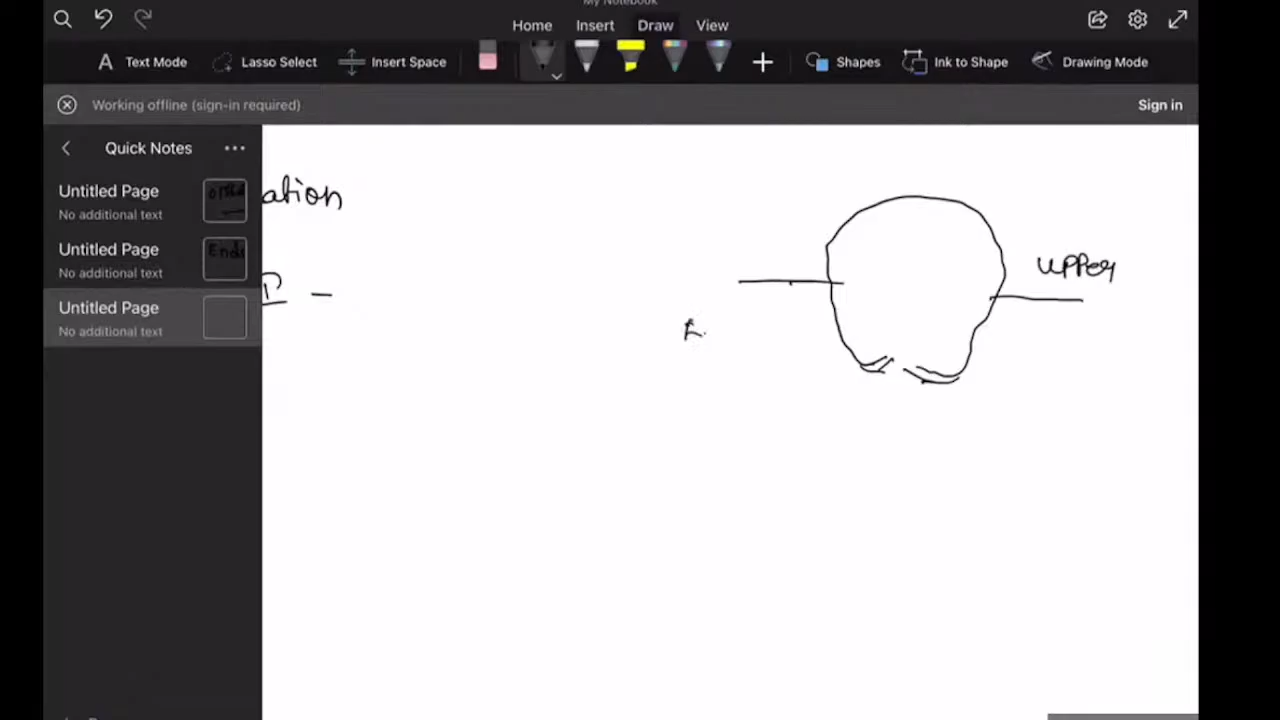 My Notebook
Home Insert Draw View
Text Mode Lasso Select Insert Space Shapes Ink to Shape Drawing Mode
Working offline (sign-in required) Sign in
Quick Notes
Untitled Page
No additional text
Untitled Page
No additional text
Untitled Page
No additional text
ation
upper